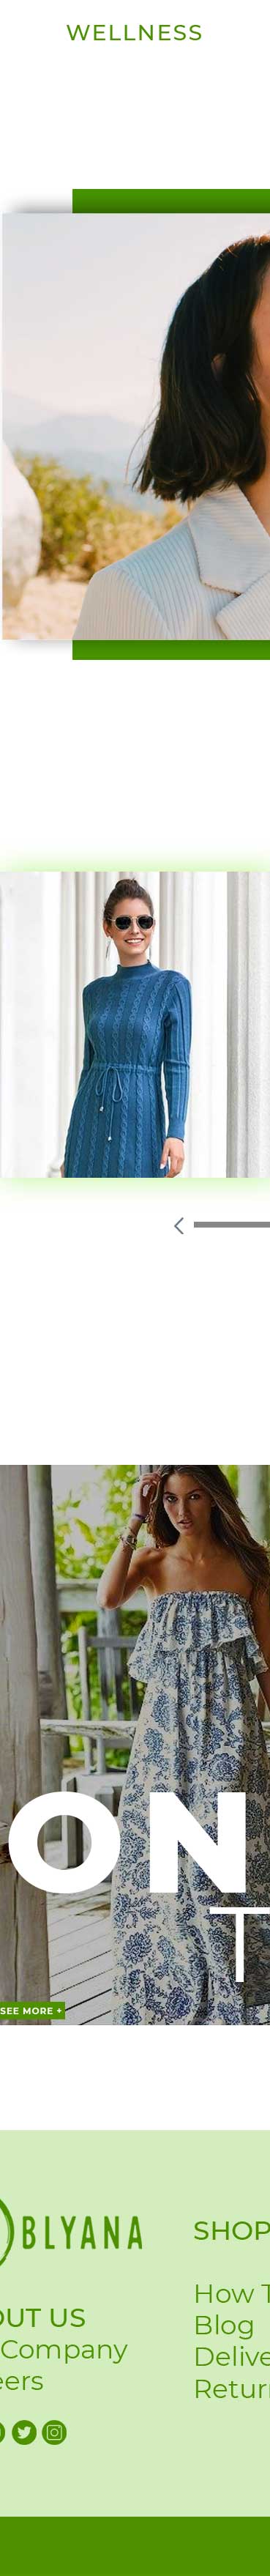 WELLNESS
ON
T
SEE MORE +
BLYANA
OUT US
Company
eers
SHOP
How T
Blog
Delive
Retur